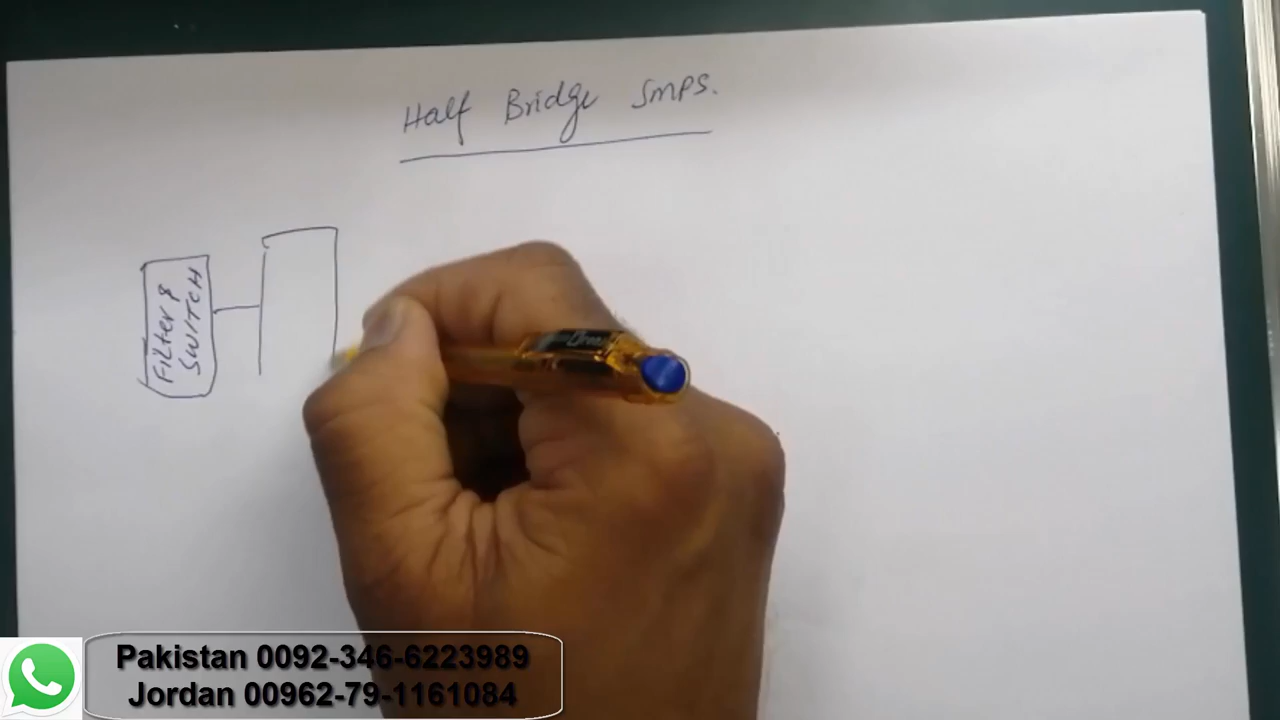 Half Bridge SMPS.
Filter &
SWITCH
Pakistan 0092-346-6223989
Jordan 00962-79-1161084